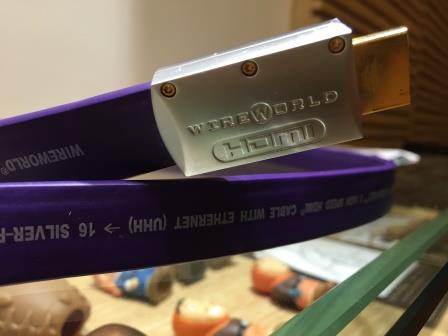 WIREWORLD
HDMI
WIREWORLD®
HIGH SPEED HDMI® CABLE WITH ETHERNET (UHH) → 16 SILVER-